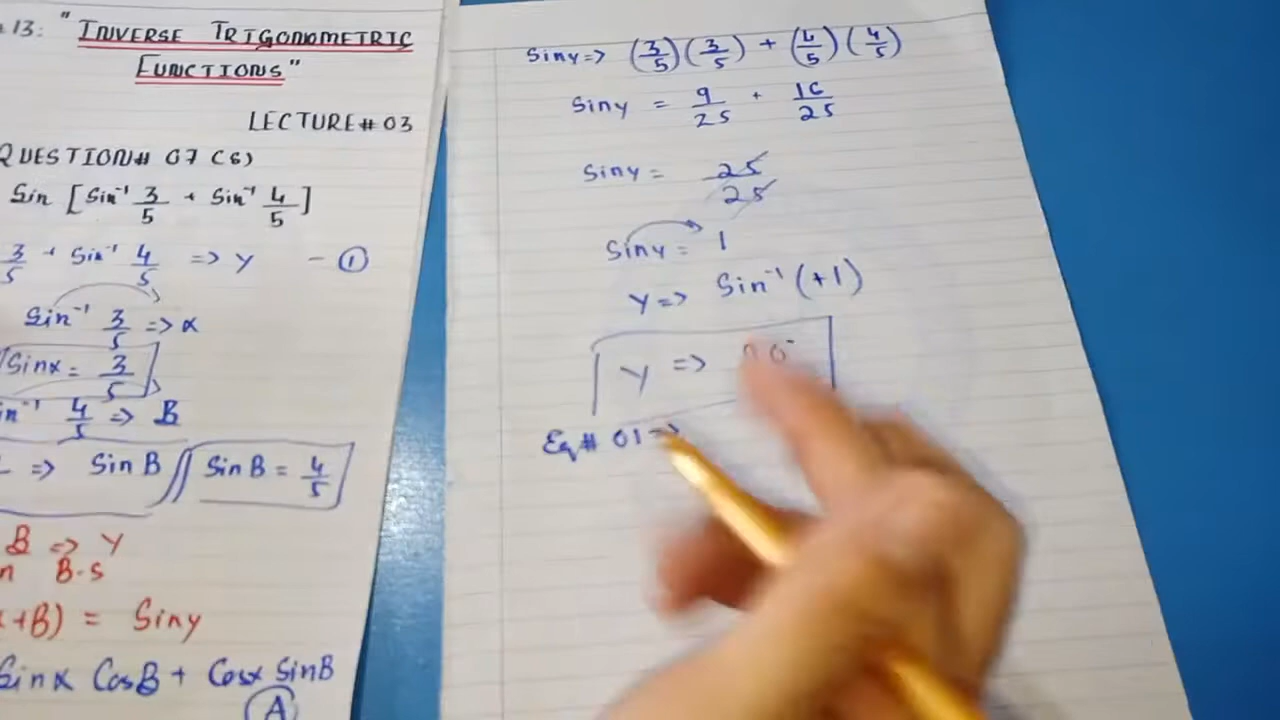 13: "INVERSE TRIGONOMETRIC
FUNCTIONS"
LECTURE# 03
QUESTION# 07 (6)
Sin [Sin⁻¹ 3/5 + Sin⁻¹ 4/5]
3/5 + Sin⁻¹ 4/5 => Y - ①
Sin⁻¹ 3/5 => α
Sinα = 3/5
in⁻¹ 4/5 => B
=> Sin B // Sin B = 4/5
B => Y
n B.S
+B) = Siny
Sinα CosB + Cosα SinB
Ⓐ
Siny => (3/5)(3/5) + (4/5)(4/5)
Siny = 9/25 + 16/25
Siny = 25/25
Siny = 1
Y => Sin⁻¹ (+1)
Y =>
Eq# 01 =>